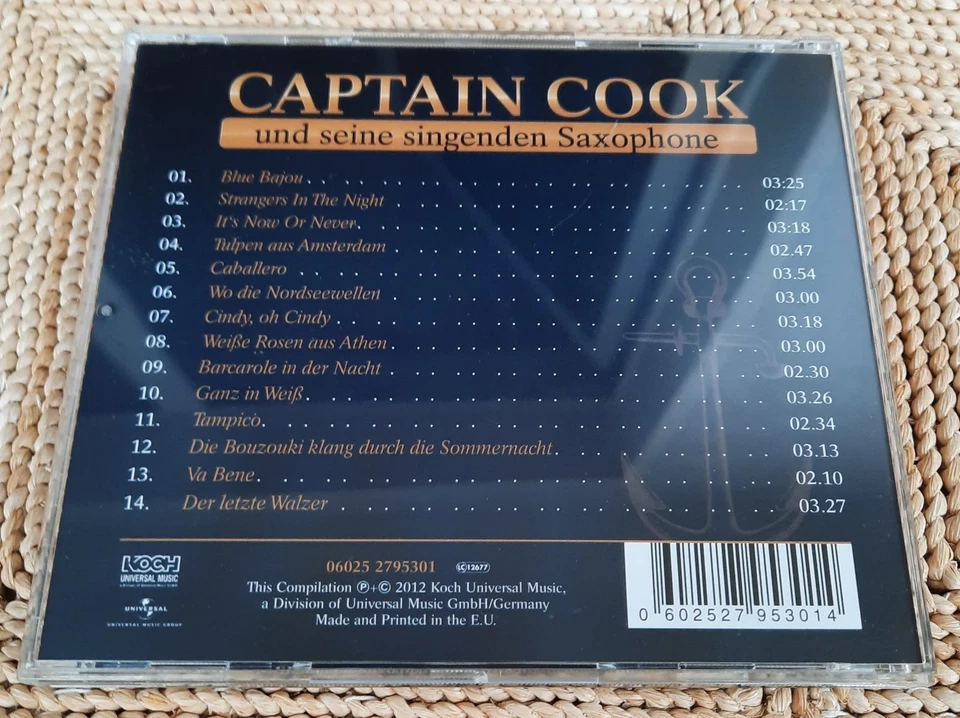 CAPTAIN COOK
und seine singenden Saxophone
01. Blue Bajou 03:25
02. Strangers In The Night 02:17
03. It's Now Or Never 03:18
04. Tulpen aus Amsterdam 02.47
05. Caballero 03.54
06. Wo die Nordseewellen 03.00
07. Cindy, oh Cindy 03.18
08. Weiße Rosen aus Athen 03.00
09. Barcarole in der Nacht 02.30
10. Ganz in Weiß 03.26
11. Tampico 02.34
12. Die Bouzouki klang durch die Sommernacht 03.13
13. Va Bene 02.10
14. Der letzte Walzer 03.27
KOCH
UNIVERSAL MUSIC
UNIVERSAL
UNIVERSAL MUSIC GROUP
06025 2795301 LC 12677
This Compilation ℗+© 2012 Koch Universal Music,
a Division of Universal Music GmbH/Germany
Made and Printed in the E.U.
0 602527 953014